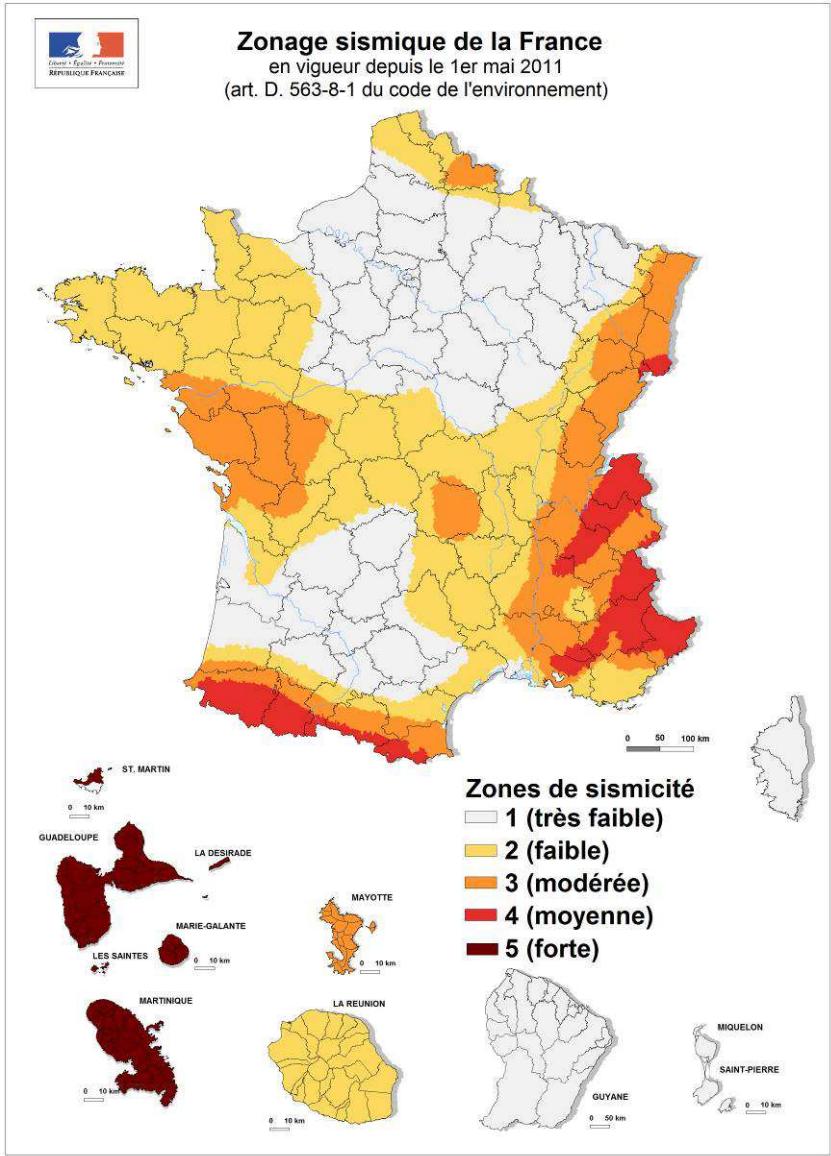 Liberté • Égalité • Fraternité
RÉPUBLIQUE FRANÇAISE
Zonage sismique de la France
en vigueur depuis le 1er mai 2011
(art. D. 563-8-1 du code de l'environnement)
0 50 100 km
Zones de sismicité
1 (très faible)
2 (faible)
3 (modérée)
4 (moyenne)
5 (forte)
ST. MARTIN
0 10 km
GUADELOUPE
LA DESIRADE
MARIE-GALANTE
LES SAINTES
0 10 km
MAYOTTE
0 10 km
MARTINIQUE
0 10 km
LA REUNION
0 10 km
GUYANE
0 50 km
MIQUELON
SAINT-PIERRE
0 10 km